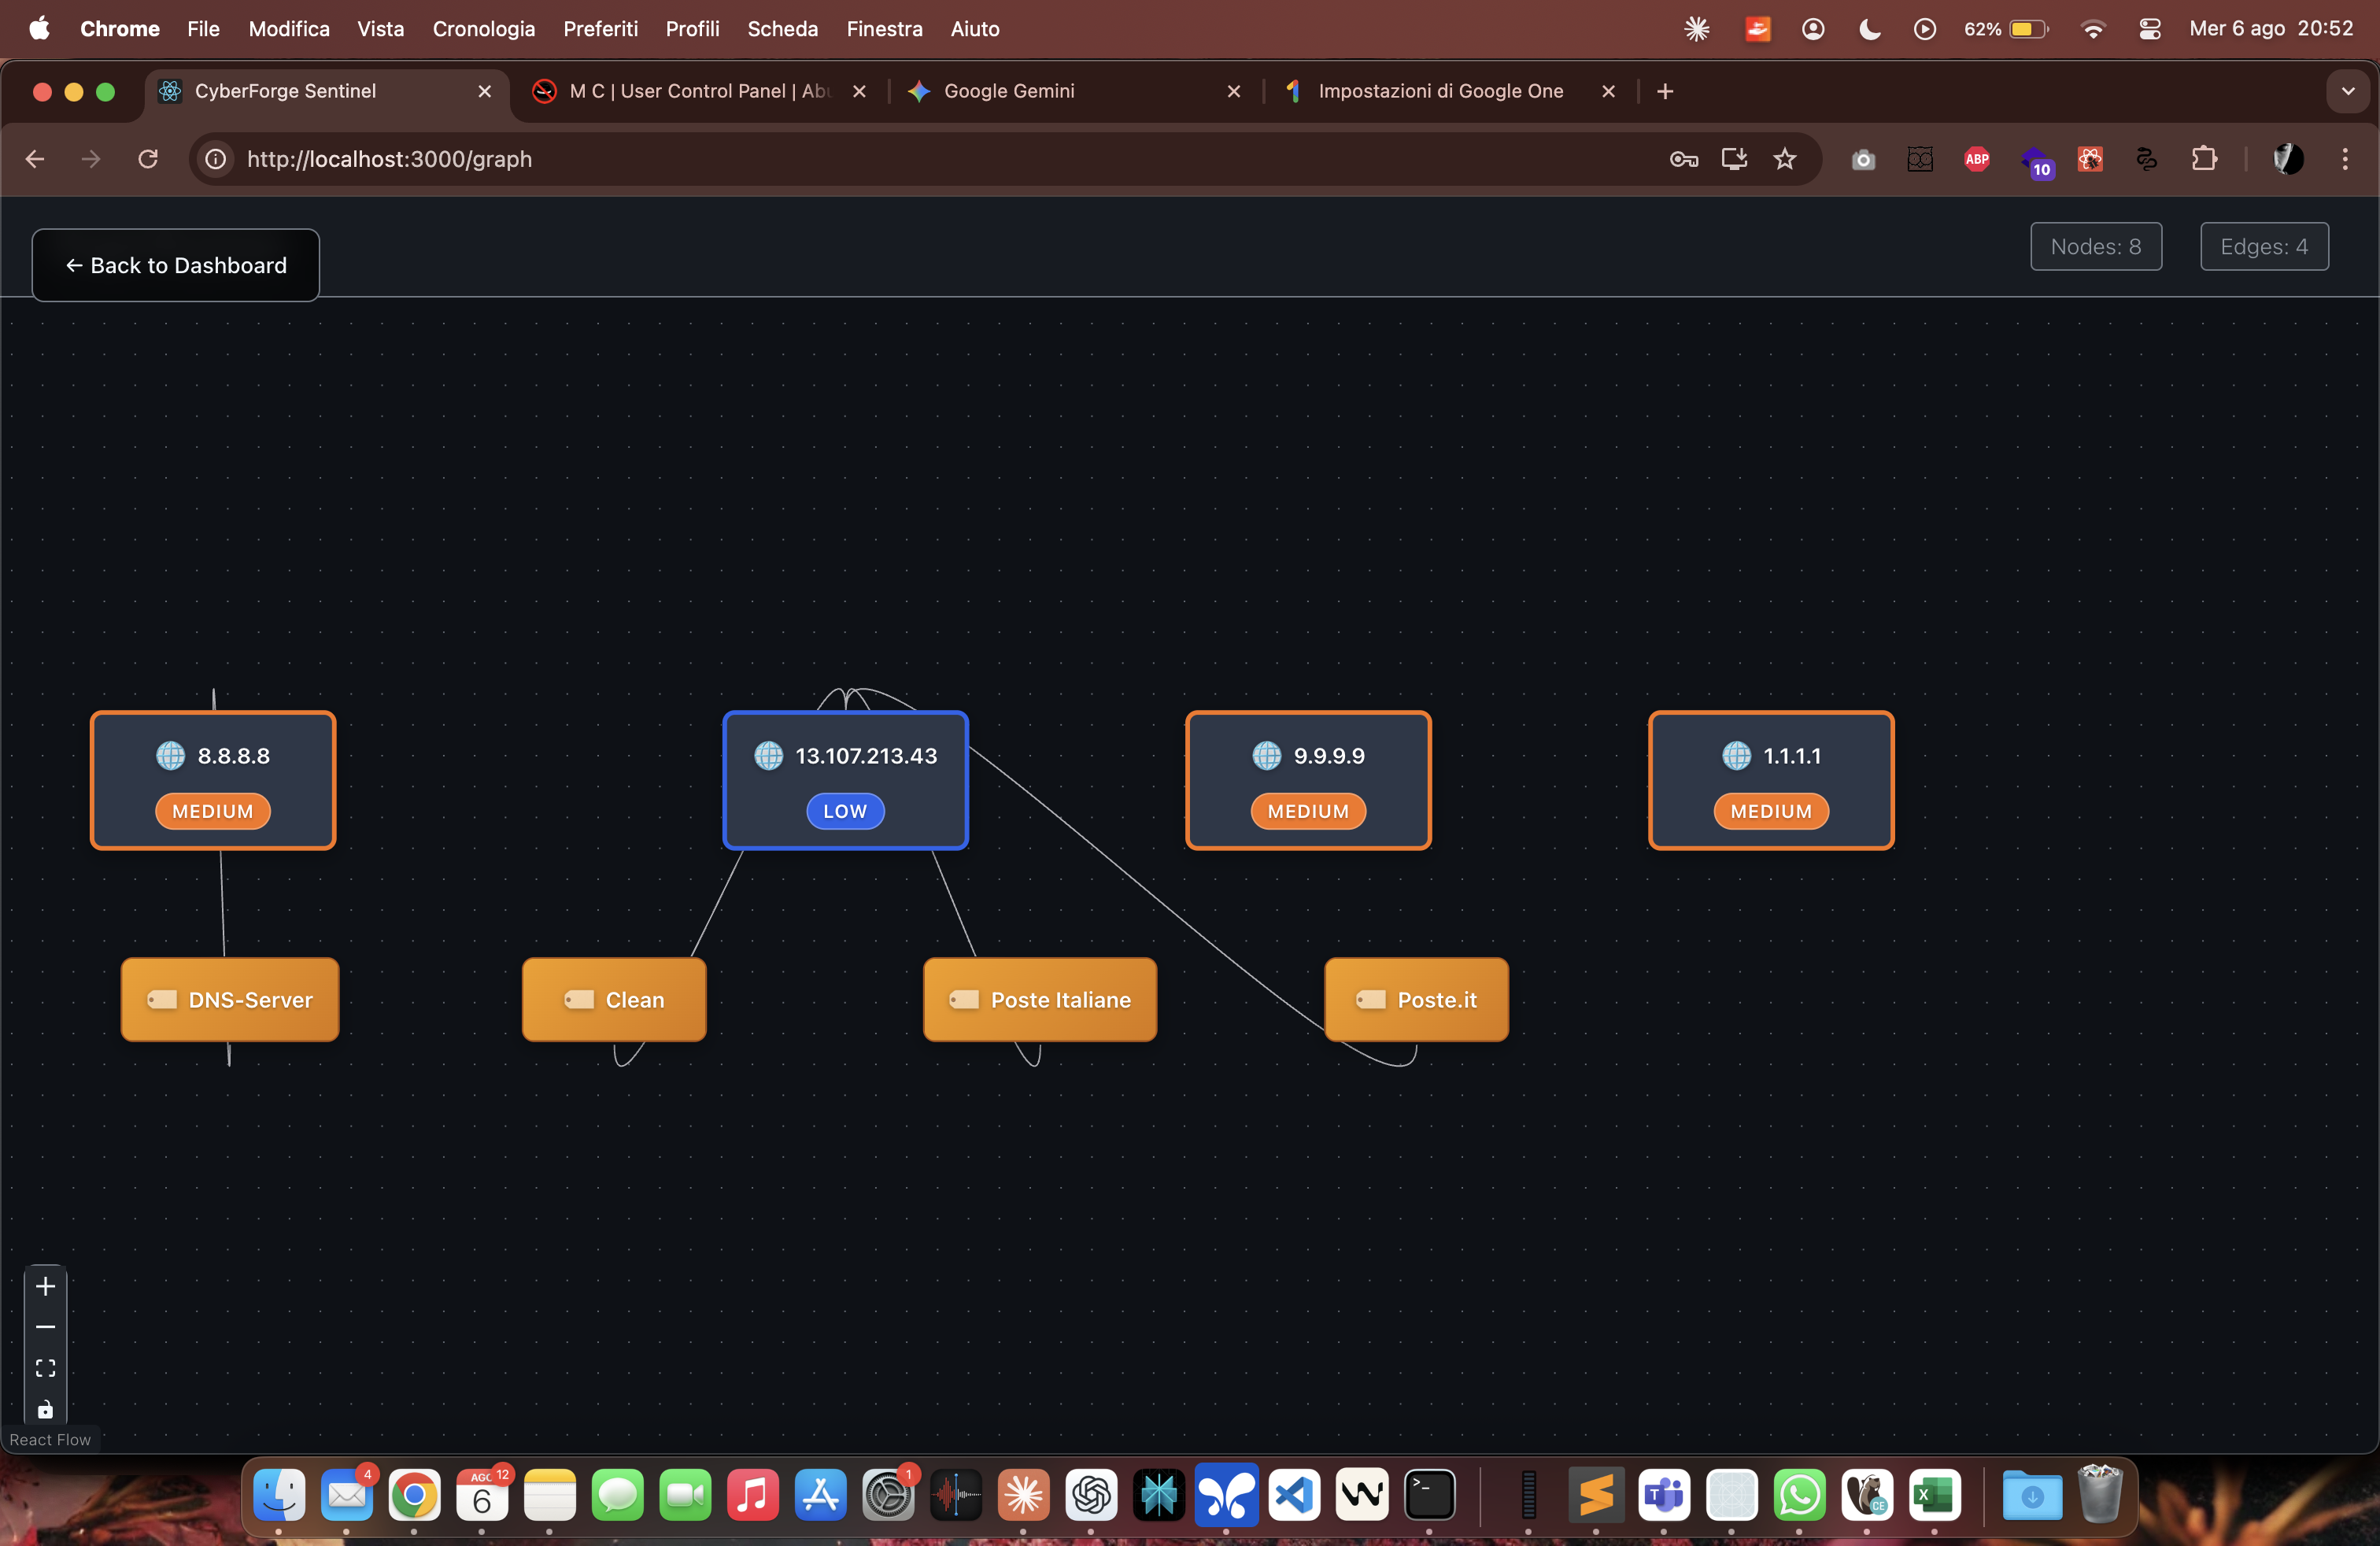 Chrome File Modifica Vista Cronologia Preferiti Profili Scheda Finestra Aiuto 62% Mer 6 ago 20:52
CyberForge Sentinel M C | User Control Panel | Abu Google Gemini Impostazioni di Google One
http://localhost:3000/graph ABP 10
← Back to Dashboard Nodes: 8 Edges: 4
8.8.8.8 13.107.213.43 9.9.9.9 1.1.1.1
MEDIUM LOW MEDIUM MEDIUM
DNS-Server Clean Poste Italiane Poste.it
React Flow
4 AGO 12 1
6
CE